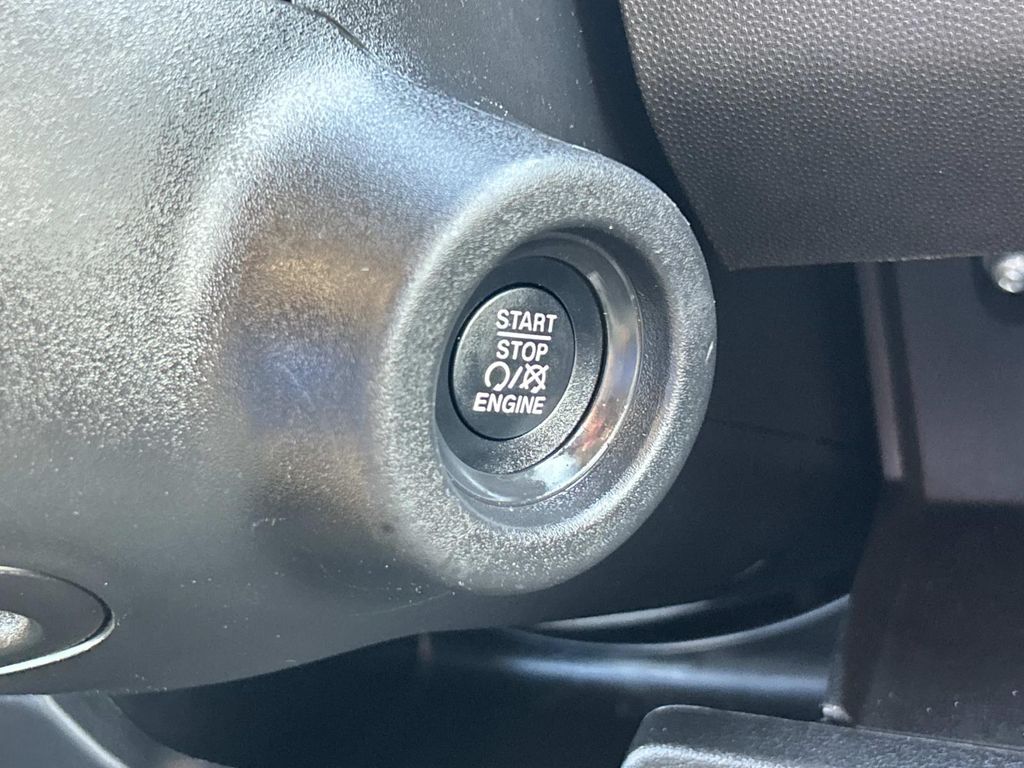 START
STOP
/
ENGINE